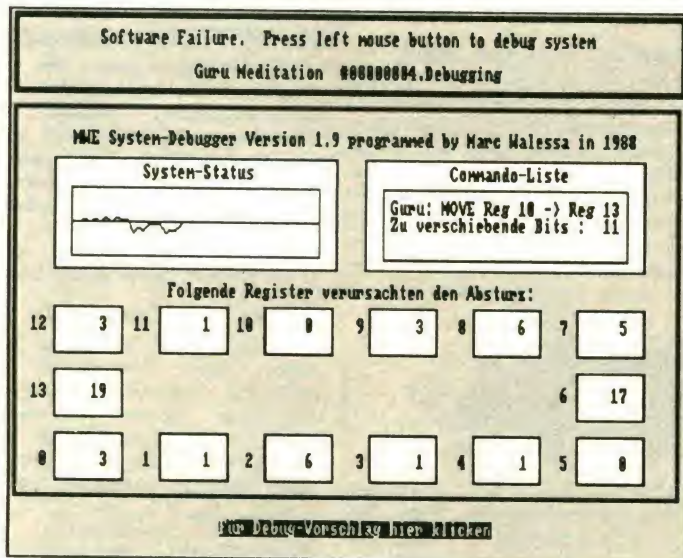 Software Failure. Press left mouse button to debug system
Guru Meditation #00000004.Debugging
MWE System-Debugger Version 1.9 programmed by Marc Walessa in 1988
System-Status
Commando-Liste
Guru: MOVE Reg 10 -> Reg 13
Zu verschiebende Bits : 11
Folgende Register verursachten den Absturz:
12 3 11 1 10 0 9 3 8 6 7 5
13 19 6 17
0 3 1 1 2 6 3 1 4 1 5 0
Für Debug-Vorschlag hier klicken